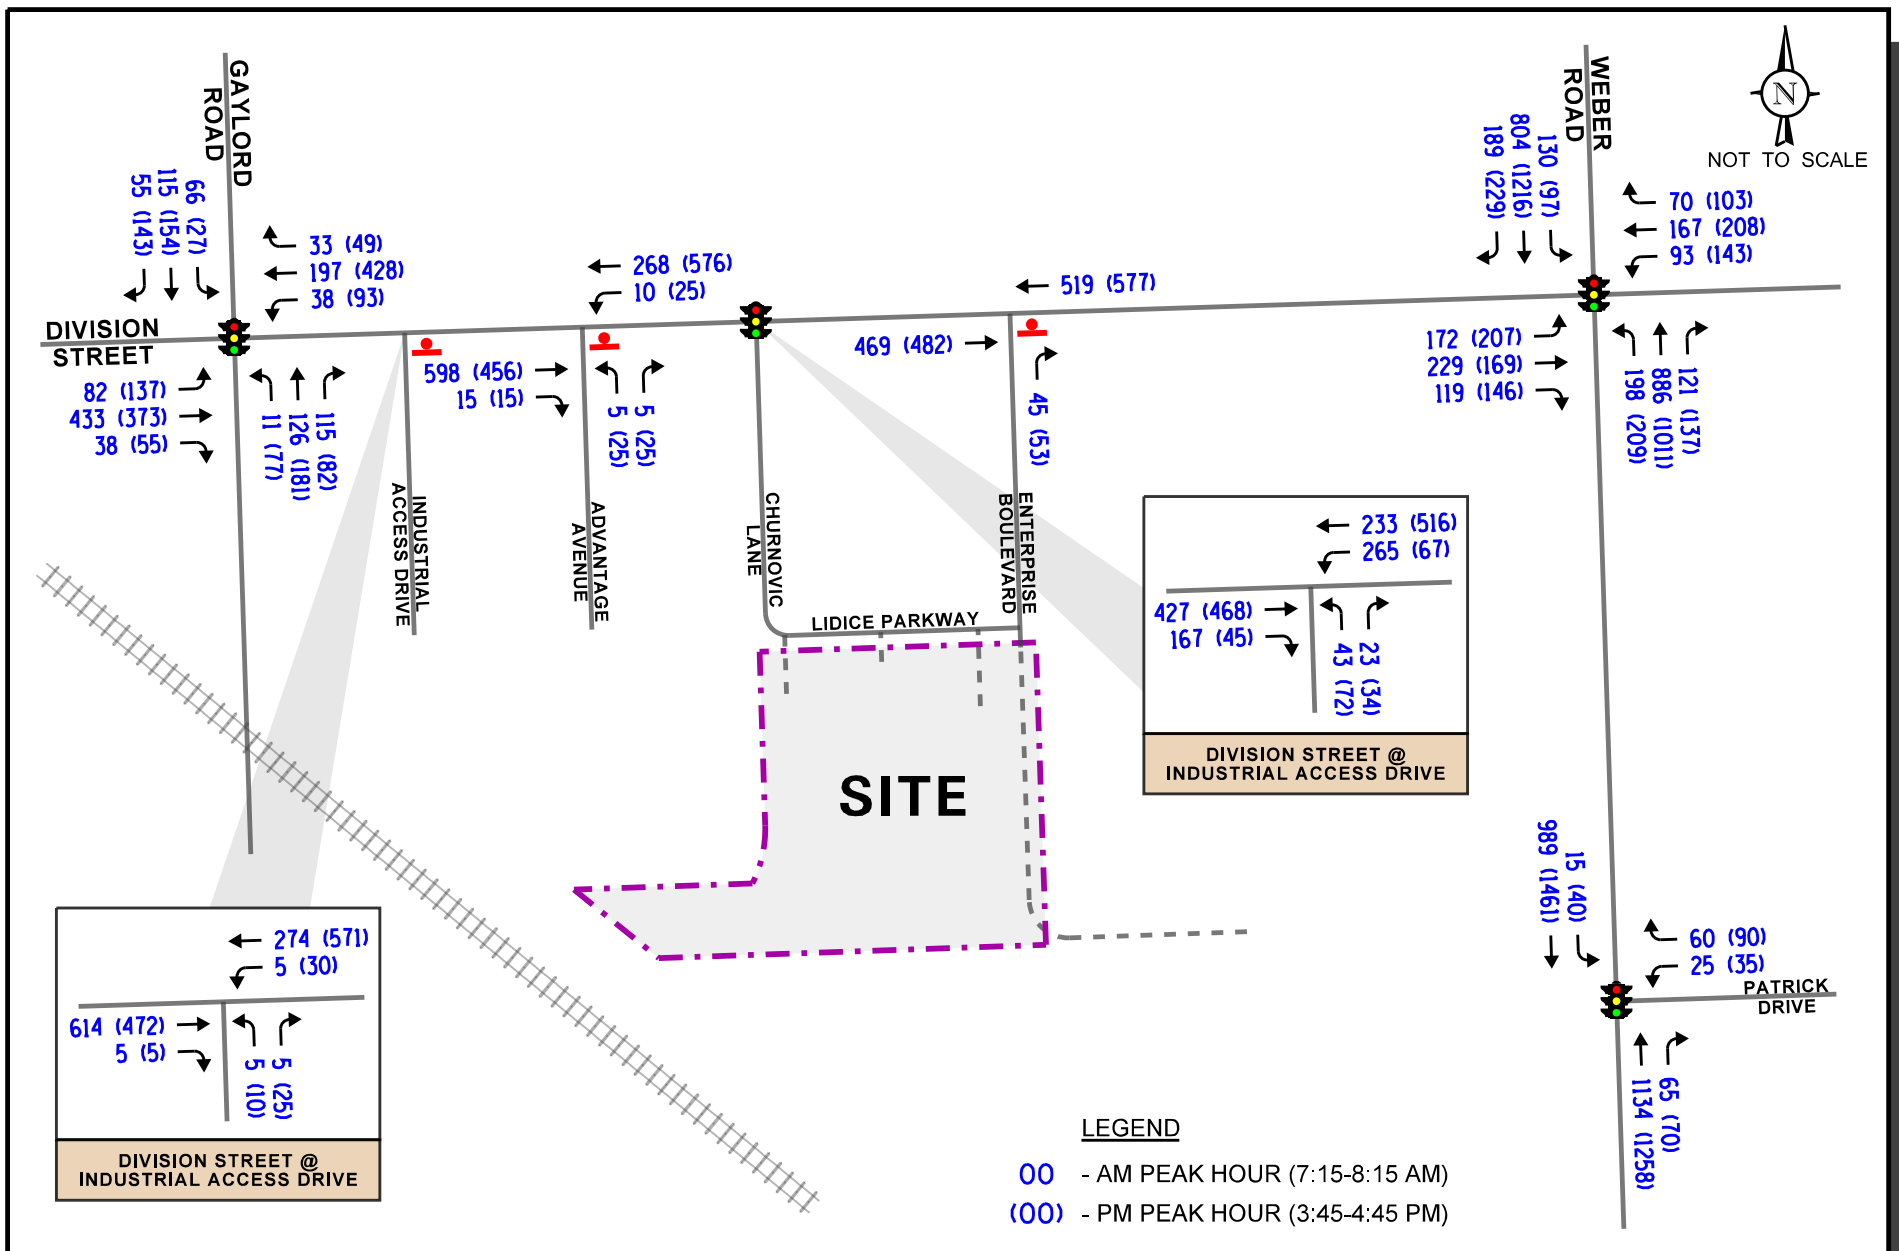 GAYLORD
ROAD
WEBER
ROAD
N
NOT TO SCALE
66 (27)
115 (154)
55 (143)
33 (49)
197 (428)
38 (93)
268 (576)
10 (25)
519 (577)
130 (97)
804 (1216)
189 (229)
70 (103)
167 (208)
93 (143)
DIVISION
STREET
82 (137)
433 (373)
38 (55)
115 (82)
126 (181)
11 (77)
598 (456)
15 (15)
5 (25)
5 (25)
469 (482)
45 (53)
172 (207)
229 (169)
119 (146)
121 (137)
886 (1011)
198 (209)
INDUSTRIAL
ACCESS DRIVE
ADVANTAGE
AVENUE
CHURNOVIC
LANE
ENTERPRISE
BOULEVARD
LIDICE PARKWAY
233 (516)
265 (67)
427 (468)
167 (45)
23 (34)
43 (72)
DIVISION STREET @
INDUSTRIAL ACCESS DRIVE
SITE
15 (40)
989 (1461)
60 (90)
25 (35)
PATRICK
DRIVE
65 (70)
1134 (1258)
274 (571)
5 (30)
614 (472)
5 (5)
5 (25)
5 (10)
DIVISION STREET @
INDUSTRIAL ACCESS DRIVE
LEGEND
00 - AM PEAK HOUR (7:15-8:15 AM)
(00) - PM PEAK HOUR (3:45-4:45 PM)